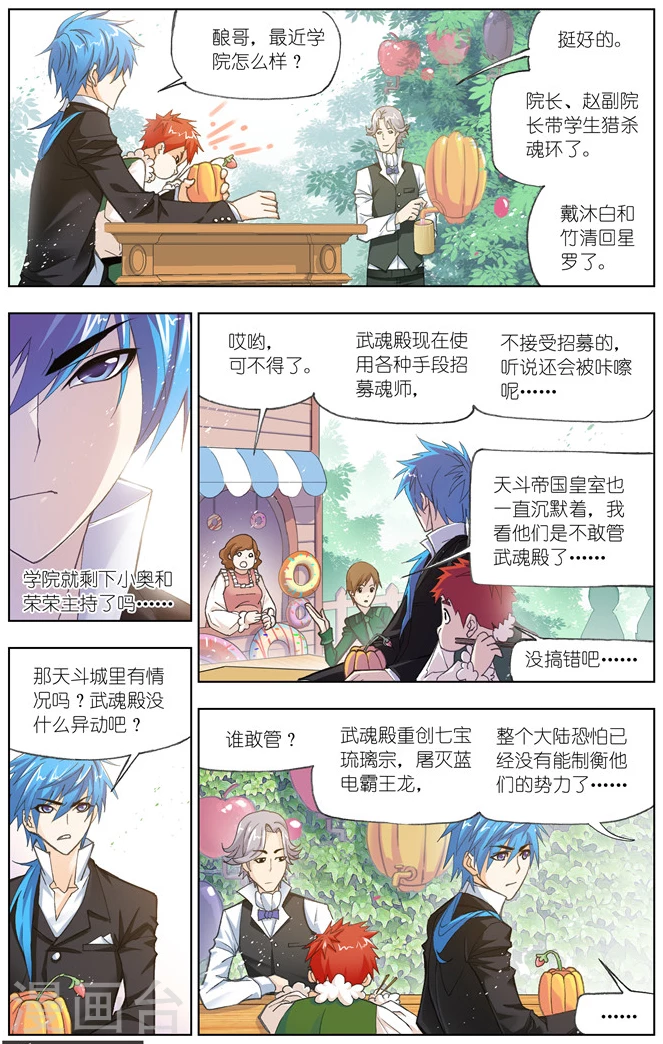 酿哥，最近学
院怎么样？
挺好的。
院长、赵副院
长带学生猎杀
魂环了。
戴沐白和
竹清回星
罗了。
学院就剩下小奥和
荣荣主持了吗······
哎哟，
可不得了。
武魂殿现在使
用各种手段招
募魂师，
不接受招募的，
听说还会被咔嚓
呢······
天斗帝国皇室也
一直沉默着，我
看他们是不敢管
武魂殿了······
没搞错吧······
那天斗城里有情
况吗？武魂殿没
什么异动吧？
谁敢管？
武魂殿重创七宝
琉璃宗，屠灭蓝
电霸王龙，
整个大陆恐怕已
经没有能制衡他
们的势力了······
······
漫画台